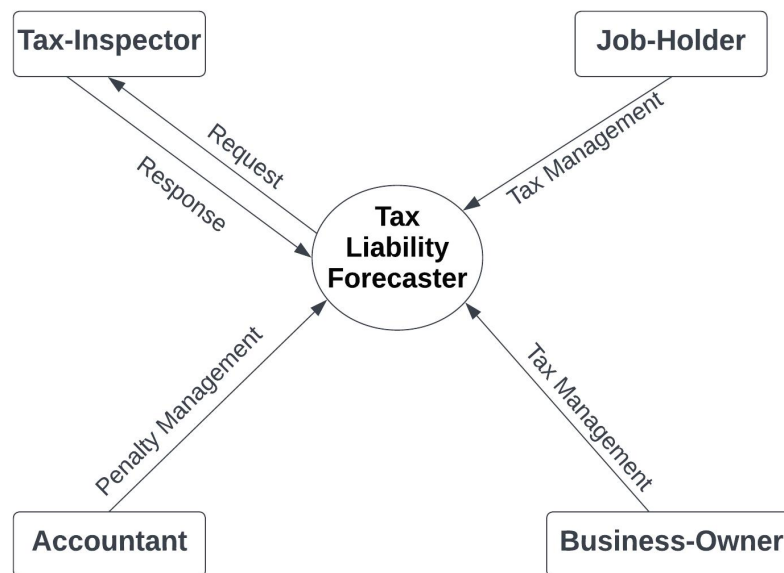 Tax-Inspector
Job-Holder
Request
Response
Tax Management
Tax
Liability
Forecaster
Penalty Management
Tax Management
Accountant
Business-Owner